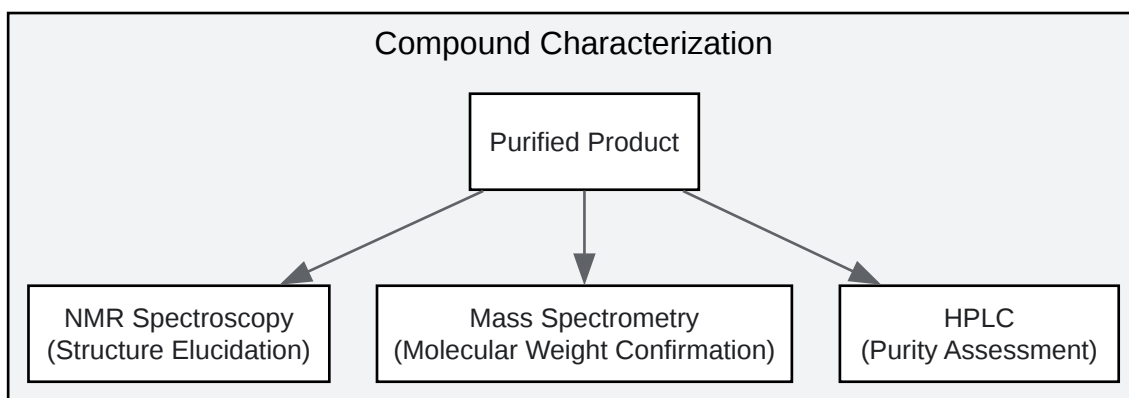 Compound Characterization
Purified Product
NMR Spectroscopy
(Structure Elucidation)
Mass Spectrometry
(Molecular Weight Confirmation)
HPLC
(Purity Assessment)